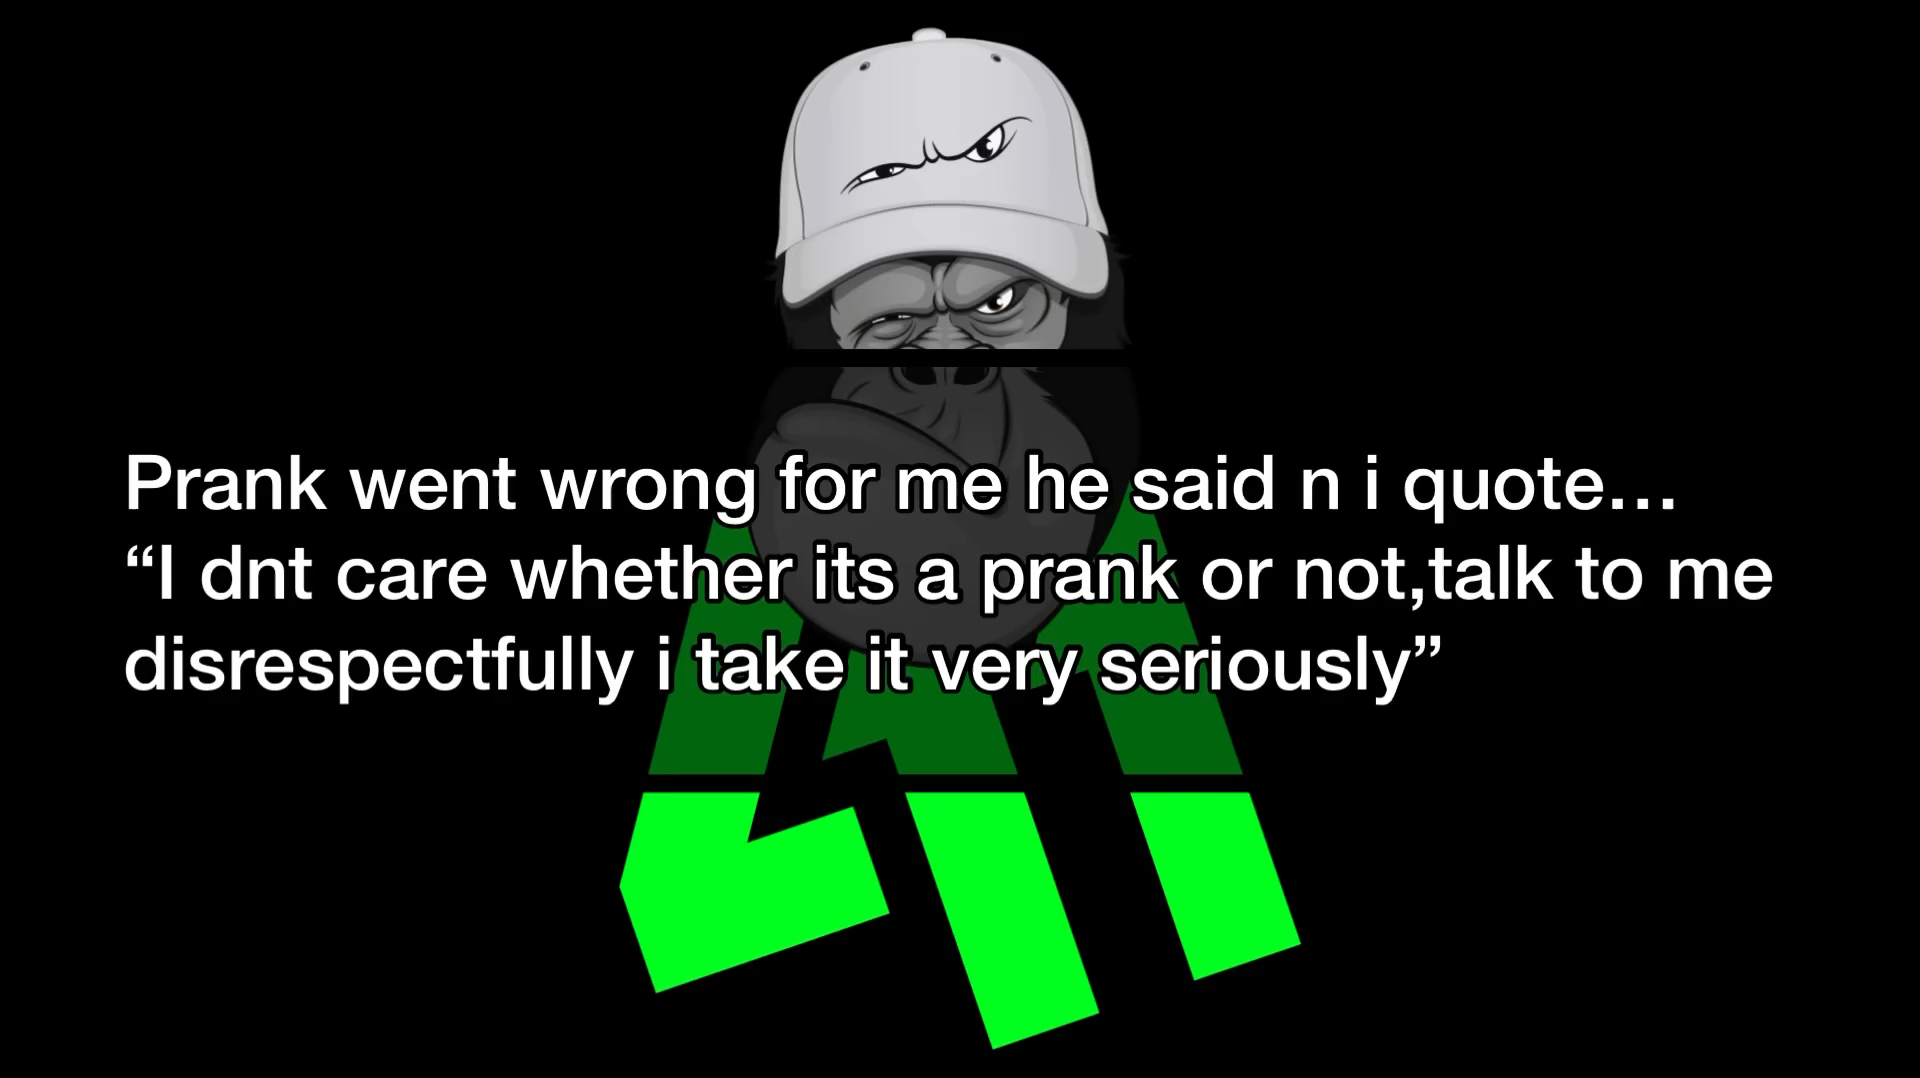 Prank went wrong for me he said n i quote…
“I dnt care whether its a prank or not,talk to me
disrespectfully i take it very seriously”